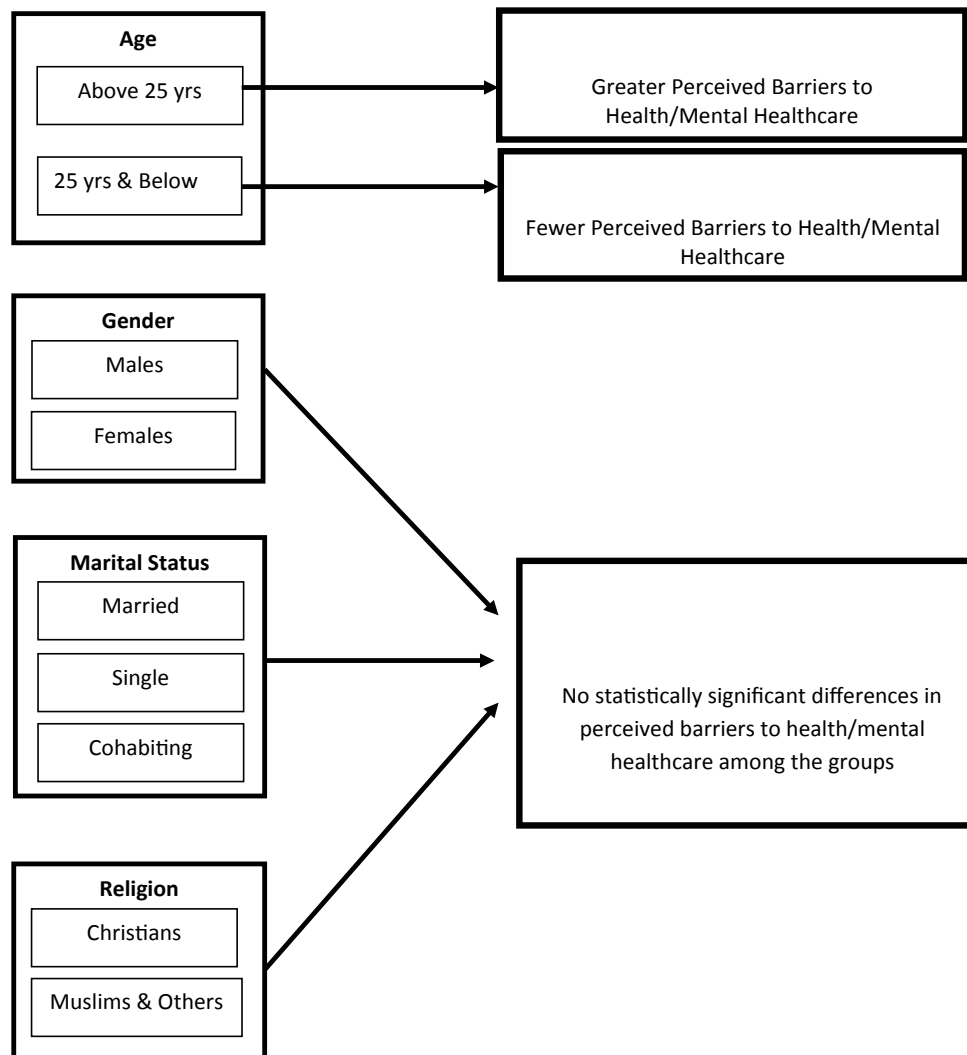 Age
Above 25 yrs
25 yrs & Below
Greater Perceived Barriers to
Health/Mental Healthcare
Fewer Perceived Barriers to Health/Mental
Healthcare
Gender
Males
Females
Marital Status
Married
Single
Cohabiting
No statistically significant differences in
perceived barriers to health/mental
healthcare among the groups
Religion
Christians
Muslims & Others